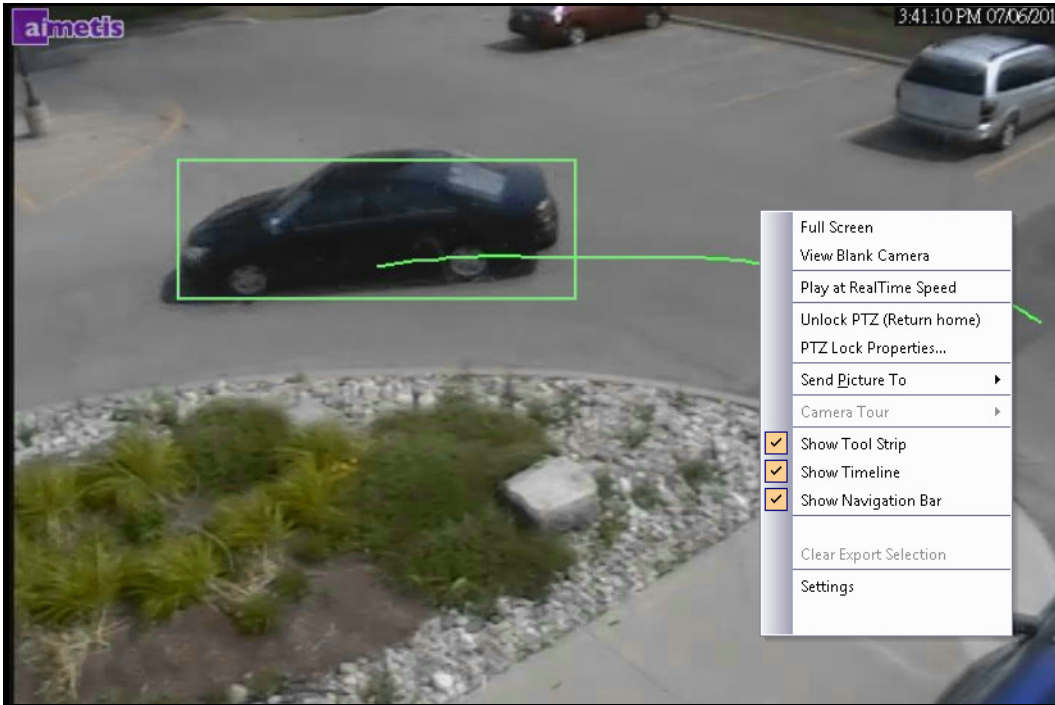 aimetis
3:41:10 PM 07/06/201
Full Screen
View Blank Camera
Play at RealTime Speed
Unlock PTZ (Return home)
PTZ Lock Properties...
Send Picture To
Camera Tour
Show Tool Strip
Show Timeline
Show Navigation Bar
Clear Export Selection
Settings